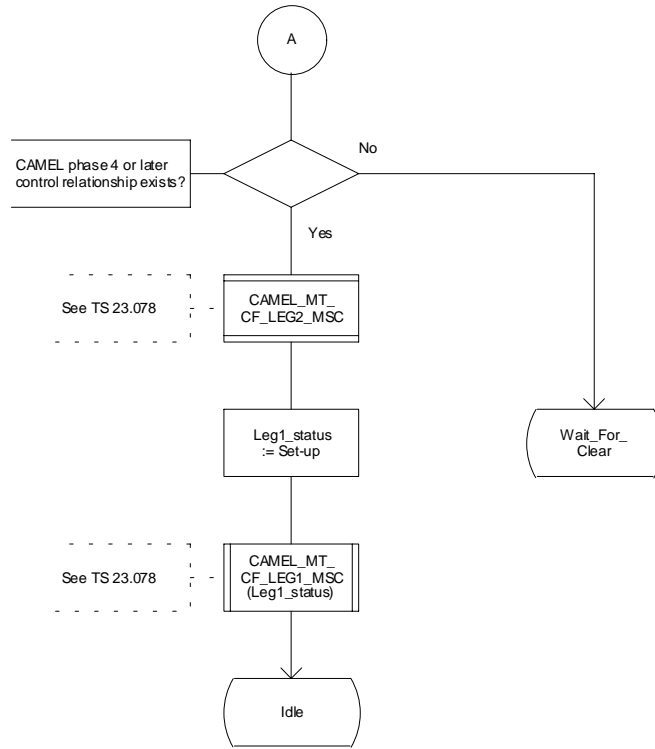 A
CAMEL phase 4 or later
control relationship exists?
No
Yes
See TS 23.078
CAMEL_MT_
CF_LEG2_MSC
Leg1_status
:= Set-up
Wait_For_
Clear
See TS 23.078
CAMEL_MT_
CF_LEG1_MSC
(Leg1_status)
Idle